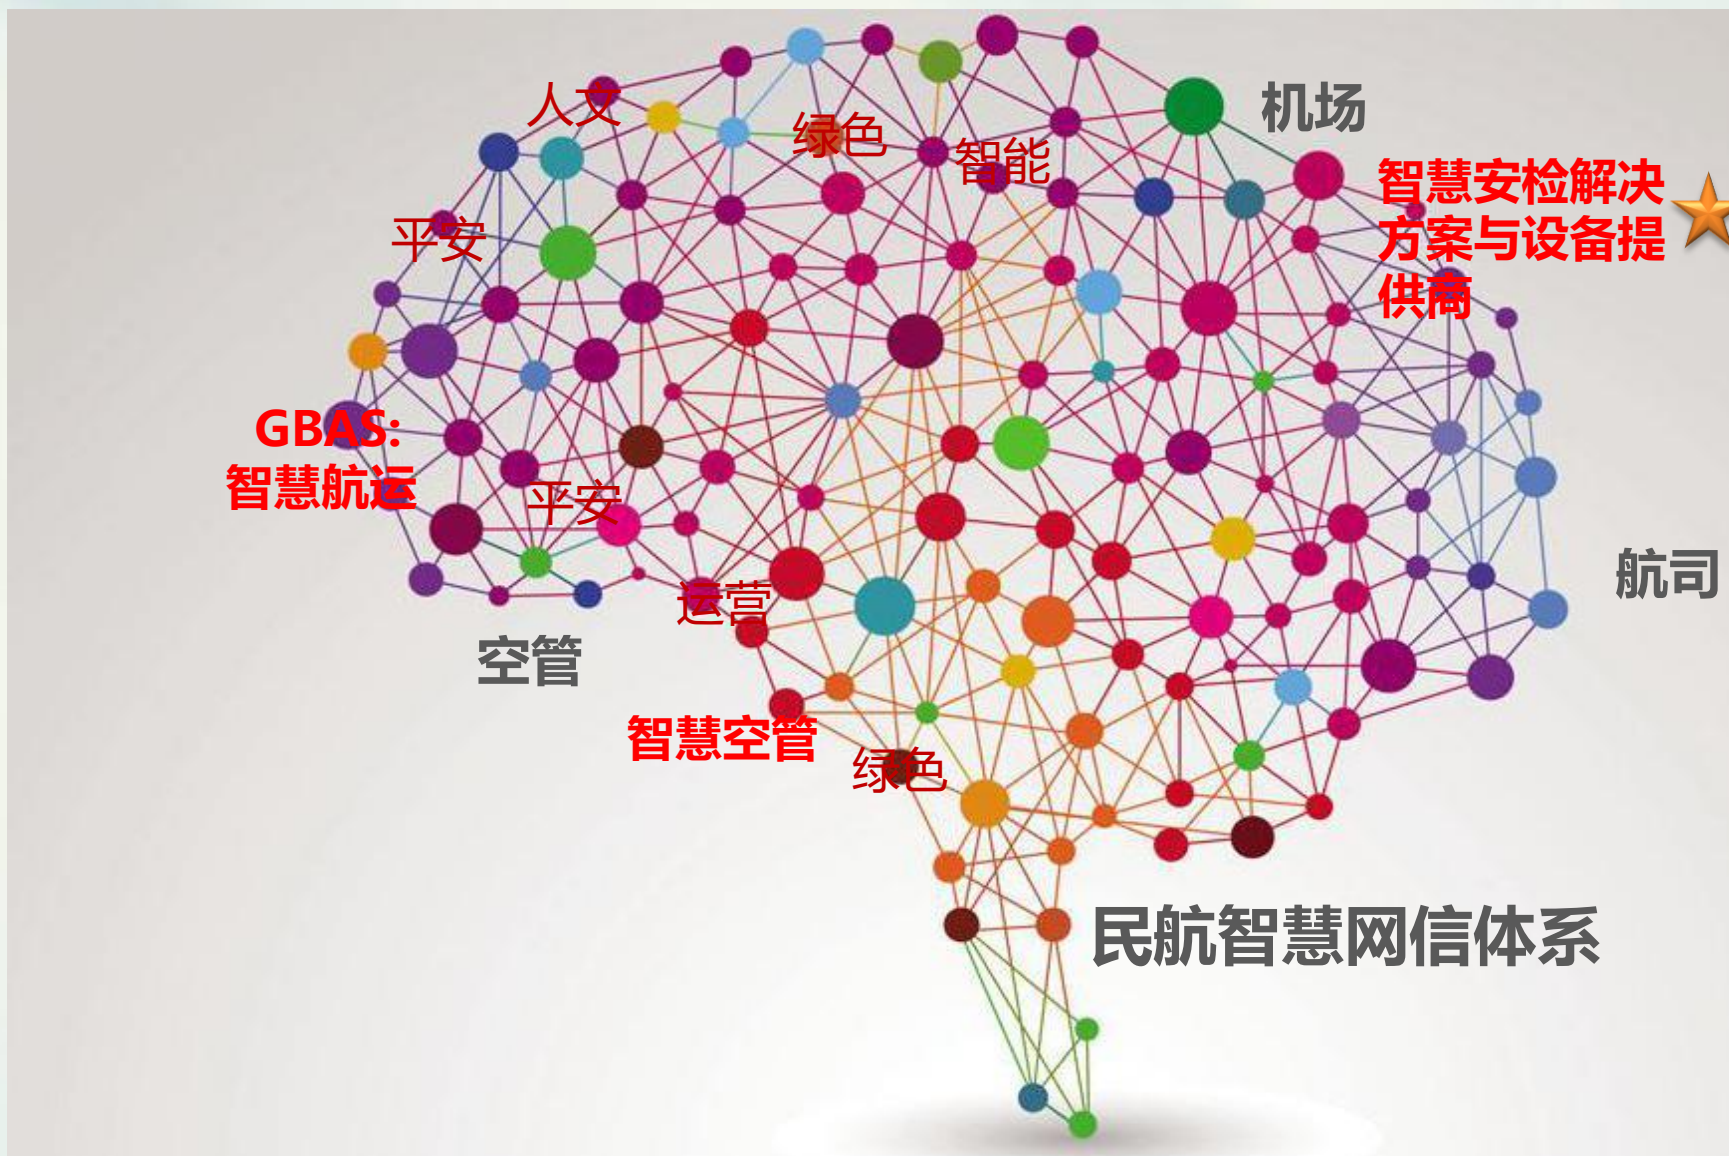 人文
机场
绿色
智能
智慧安检解决
方案与设备提
供商
平安
GBAS:
智慧航运
平安
航司
运营
空管
智慧空管
绿色
民航智慧网信体系